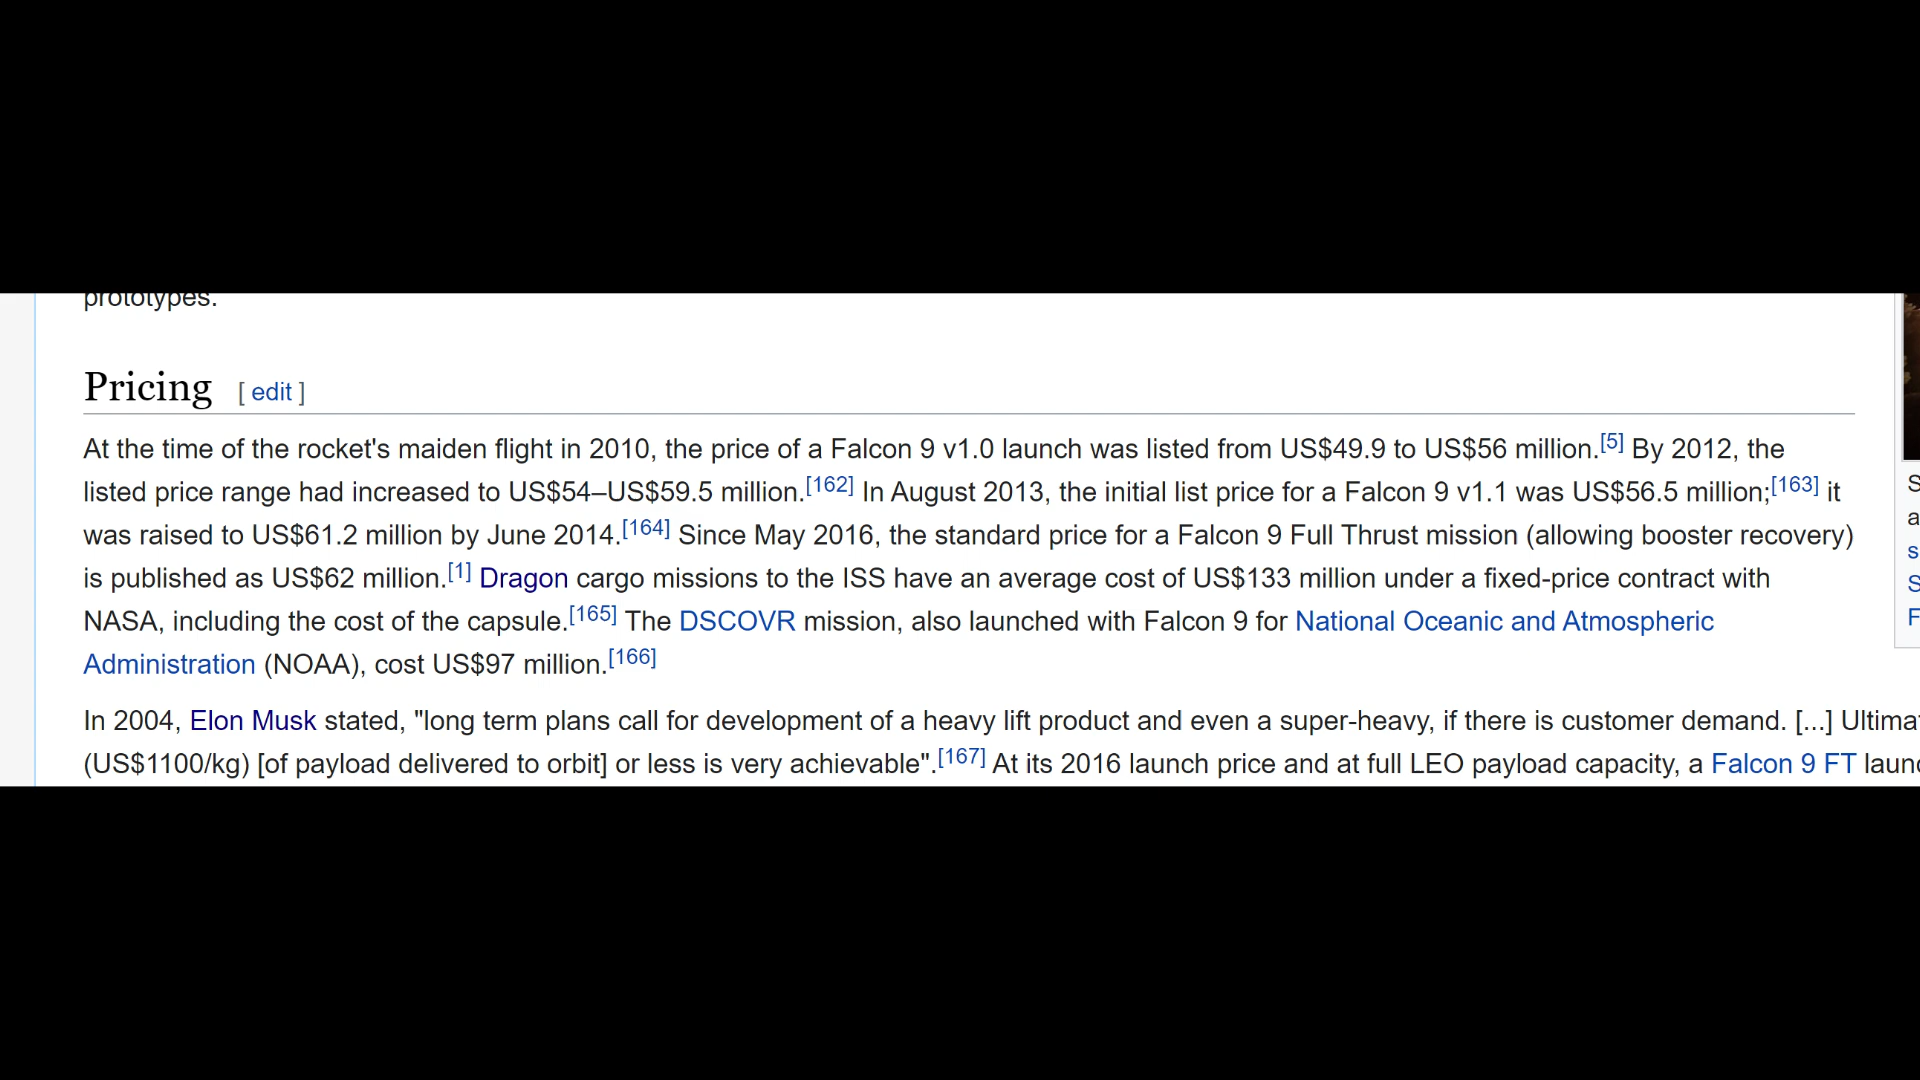 prototypes.
Pricing [ edit ]
At the time of the rocket's maiden flight in 2010, the price of a Falcon 9 v1.0 launch was listed from US$49.9 to US$56 million.[5] By 2012, the
listed price range had increased to US$54–US$59.5 million.[162] In August 2013, the initial list price for a Falcon 9 v1.1 was US$56.5 million;[163] it
was raised to US$61.2 million by June 2014.[164] Since May 2016, the standard price for a Falcon 9 Full Thrust mission (allowing booster recovery)
is published as US$62 million.[1] Dragon cargo missions to the ISS have an average cost of US$133 million under a fixed-price contract with
NASA, including the cost of the capsule.[165] The DSCOVR mission, also launched with Falcon 9 for National Oceanic and Atmospheric
Administration (NOAA), cost US$97 million.[166]
In 2004, Elon Musk stated, "long term plans call for development of a heavy lift product and even a super-heavy, if there is customer demand. [...]
(US$1100/kg) [of payload delivered to orbit] or less is very achievable".[167] At its 2016 launch price and at full LEO payload capacity, a Falcon 9 FT